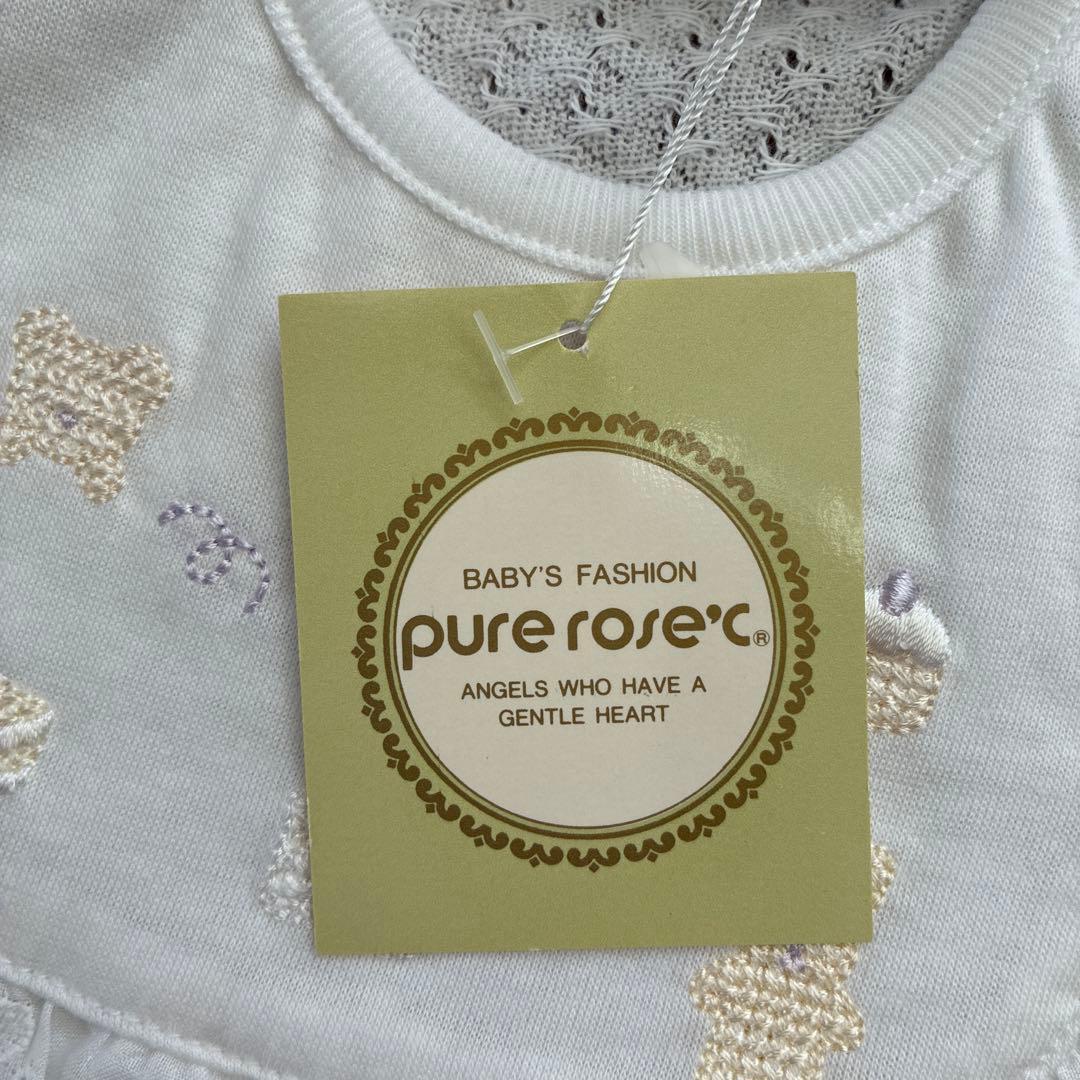 BABY'S FASHION
pure rose'c®
ANGELS WHO HAVE A
GENTLE HEART